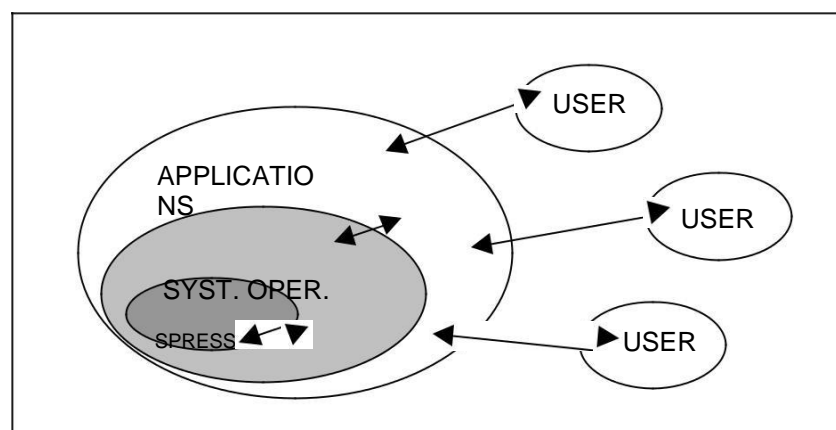 USER
APPLICATIO
NS
USER
SYST. OPER.
SPRESS
USER